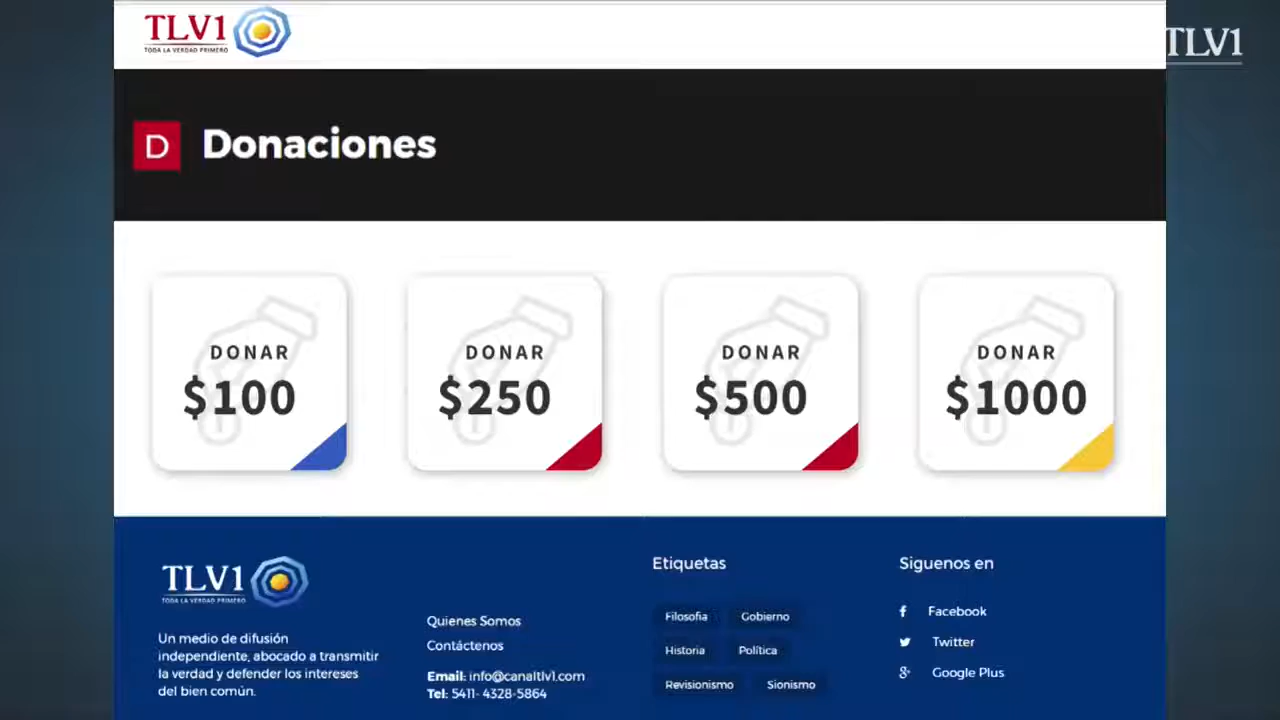 TLV1
TODA LA VERDAD PRIMERO
TLV1
D Donaciones
DONAR
$100
DONAR
$250
DONAR
$500
DONAR
$1000
TLV1
TODA LA VERDAD PRIMERO
Un medio de difusión
independiente, abocado a transmitir
la verdad y defender los intereses
del bien común.
Quienes Somos
Contáctenos
Email: info@canaltlv1.com
Tel: 5411- 4328-5864
Etiquetas
Filosofia Gobierno
Historia Política
Revisionismo Sionismo
Siguenos en
Facebook
Twitter
Google Plus